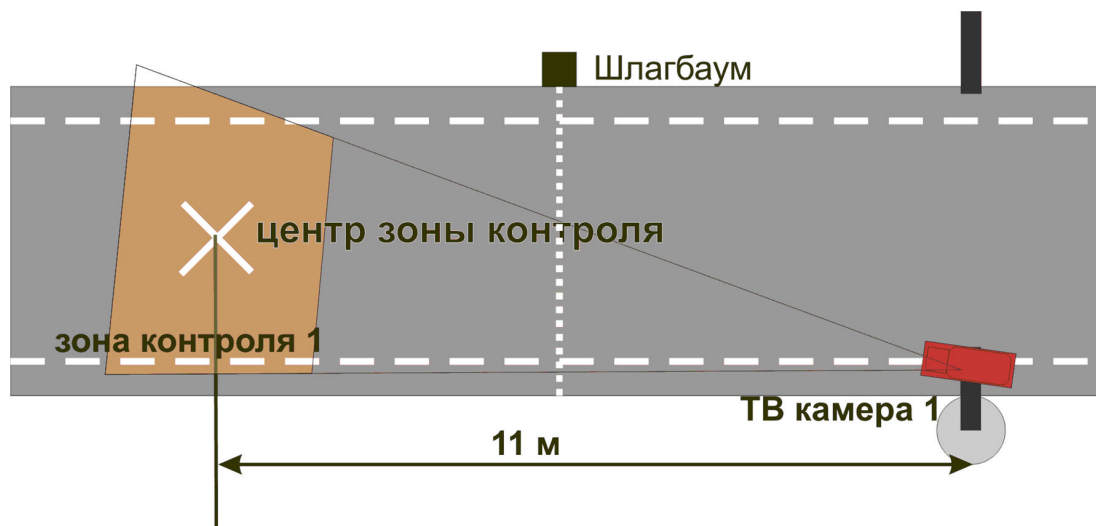 Шлагбаум
центр зоны контроля
зона контроля 1
ТВ камера 1
11 м